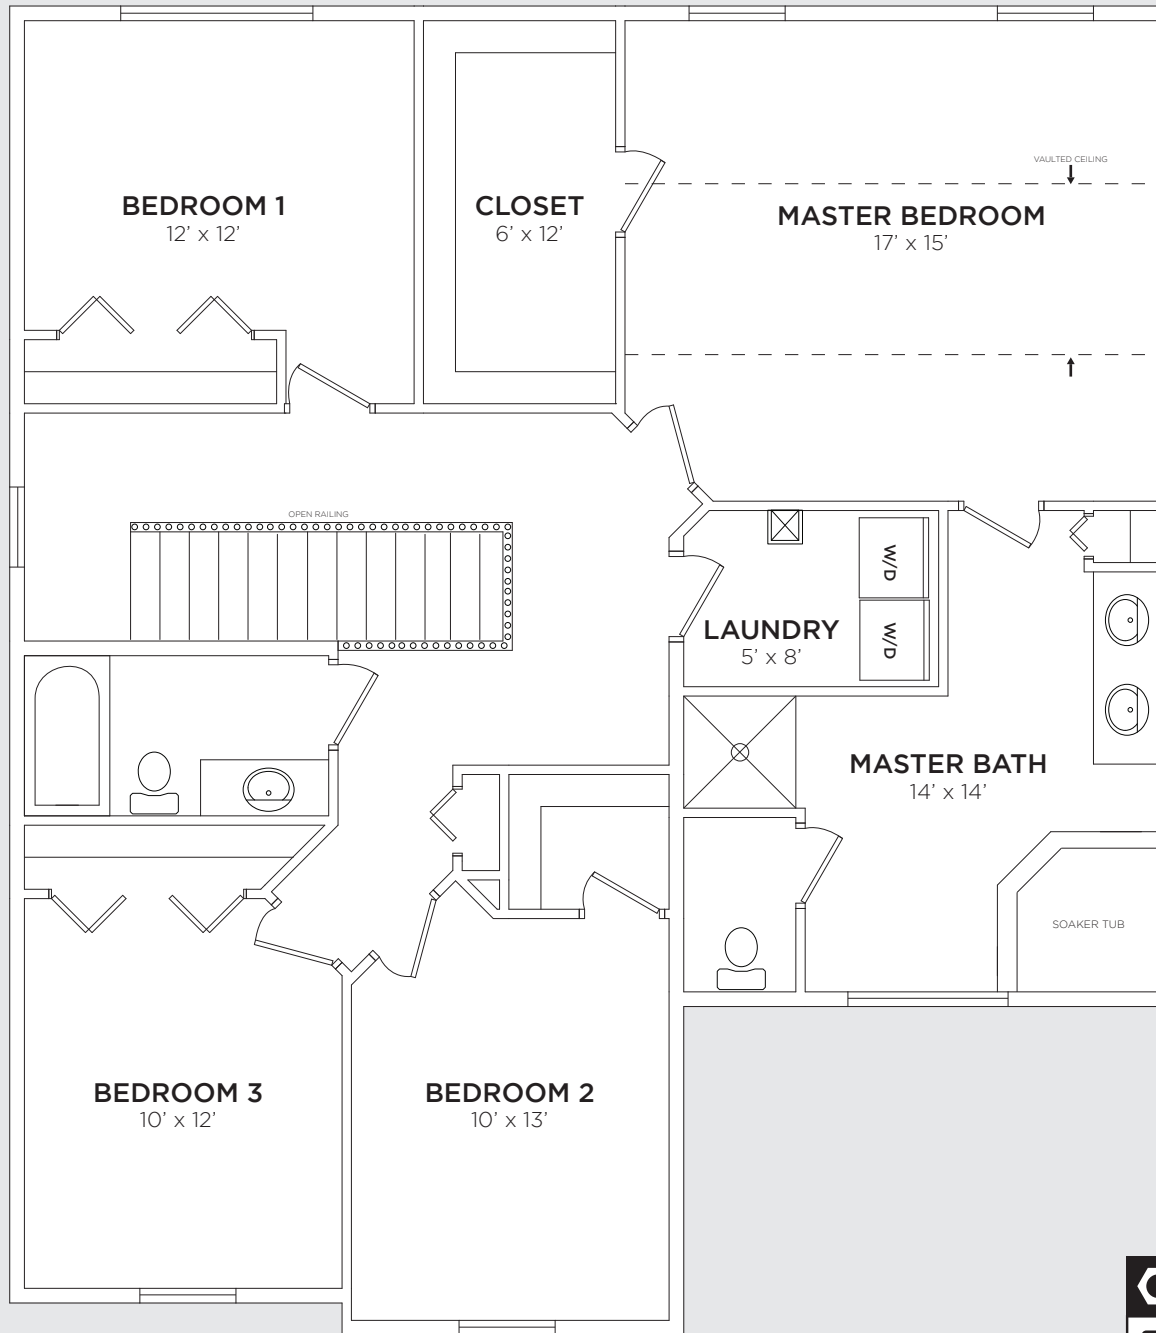 VAULTED CEILING
BEDROOM 1
12’ x 12’
CLOSET
6’ x 12’
MASTER BEDROOM
17’ x 15’
OPEN RAILING
W/D
LAUNDRY
5’ x 8’
W/D
MASTER BATH
14’ x 14’
SOAKER TUB
BEDROOM 3
10’ x 12’
BEDROOM 2
10’ x 13’